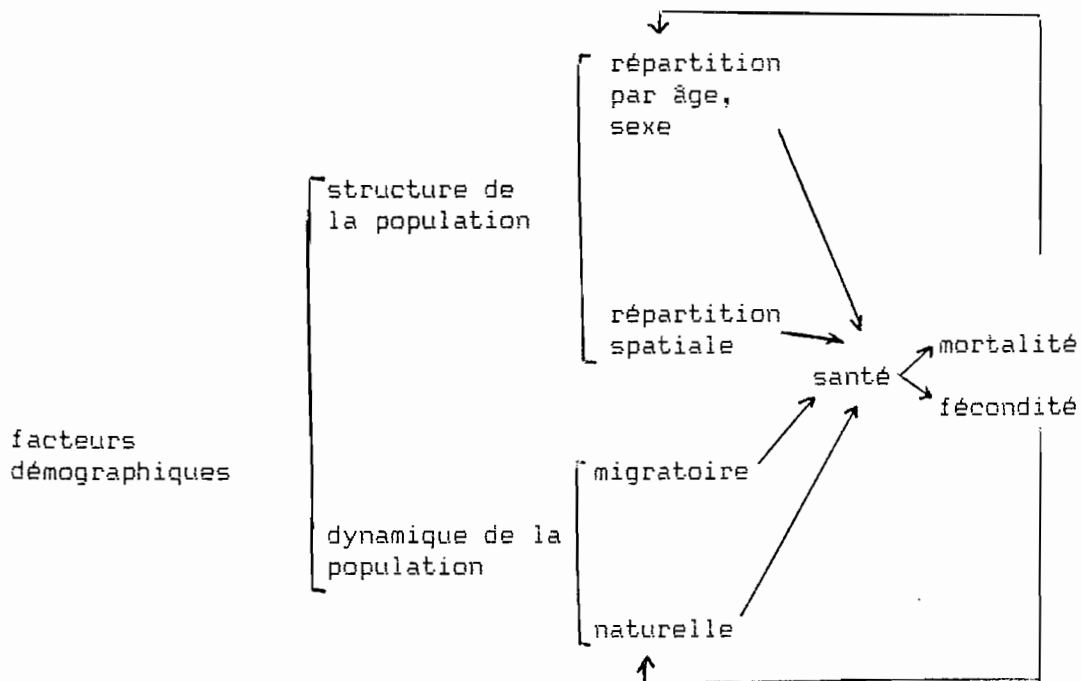 répartition
par âge,
sexe
structure de
la population
répartition
spatiale
mortalité
santé
fécondité
facteurs
démographiques
migratoire
dynamique de la
population
naturelle